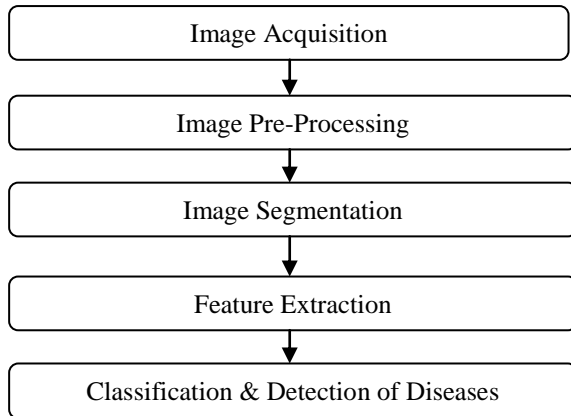 Image Acquisition
Image Pre-Processing
Image Segmentation
Feature Extraction
Classification & Detection of Diseases